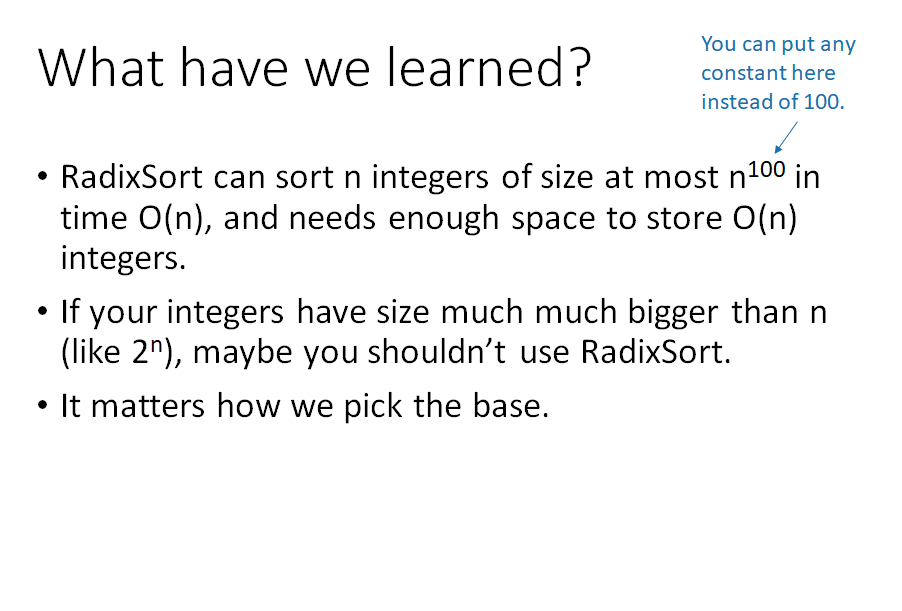 What have we learned?
You can put any
constant here
instead of 100.
• RadixSort can sort n integers of size at most n¹⁰⁰ in
time O(n), and needs enough space to store O(n)
integers.
• If your integers have size much much bigger than n
(like 2ⁿ), maybe you shouldn’t use RadixSort.
• It matters how we pick the base.